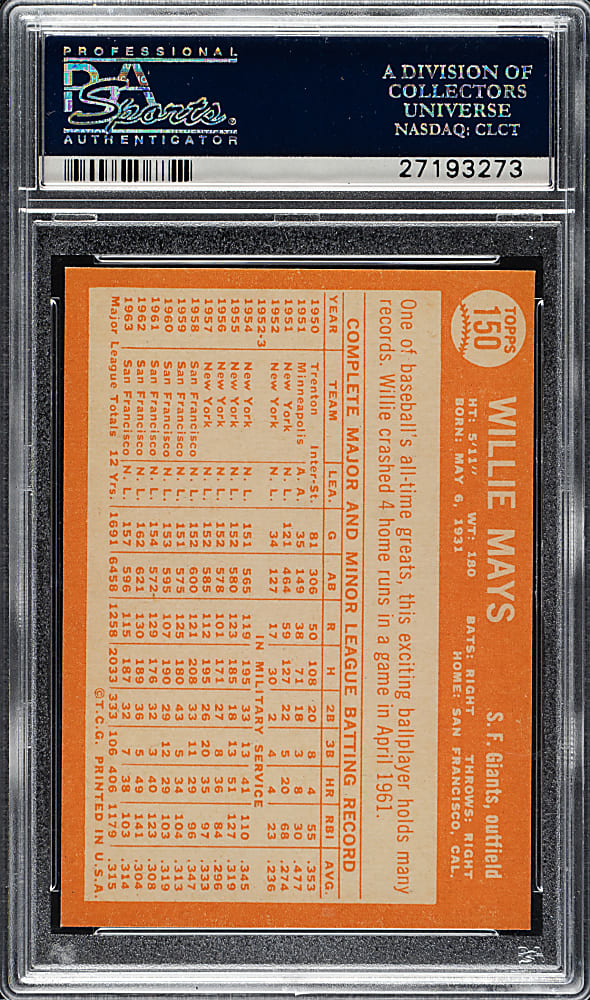 PROFESSIONAL
PSA
Sports
AUTHENTICATOR
A DIVISION OF
COLLECTORS
UNIVERSE
NASDAQ: CLCT
27193273
TOPPS
150
WILLIE MAYS
S. F. Giants, outfield
HT: 5'11" WT: 180 BATS: RIGHT THROWS: RIGHT
BORN: MAY 6, 1931 HOME: SAN FRANCISCO, CAL.
One of baseball's all-time greats, this exciting ballplayer holds many
records. Willie crashed 4 home runs in a game in April 1961.
COMPLETE MAJOR AND MINOR LEAGUE BATTING RECORD
YEAR TEAM LEA. G AB R H 2B 3B HR RBI AVG.
1950 Trenton Inter-St. 81 306 50 108 20 8 4 55 .353
1951 Minneapolis A. A. 35 149 38 71 18 3 8 30 .477
1951 New York N. L. 121 464 59 127 22 5 20 68 .274
1952 New York N. L. 34 127 17 30 2 4 4 23 .236
1952-3 IN MILITARY SERVICE
1954 New York N. L. 151 565 119 195 33 13 41 110 .345
1955 New York N. L. 152 580 123 185 18 13 51 127 .319
1956 New York N. L. 152 578 101 171 27 8 36 84 .296
1957 New York N. L. 152 585 112 195 26 20 35 97 .333
1958 San Francisco N. L. 152 600 121 208 33 11 29 96 .347
1959 San Francisco N. L. 151 575 125 180 43 5 34 104 .313
1960 San Francisco N. L. 153 595 107 190 29 12 29 103 .319
1961 San Francisco N. L. 154 572 129 176 32 3 40 123 .308
1962 San Francisco N. L. 162 621 130 189 36 5 49 141 .304
1963 San Francisco N. L. 157 596 115 187 32 7 38 103 .314
Major League Totals 12 Yrs. 1691 6458 1258 2033 333 106 406 1179 .315
©T.C.G. PRINTED IN U.S.A.